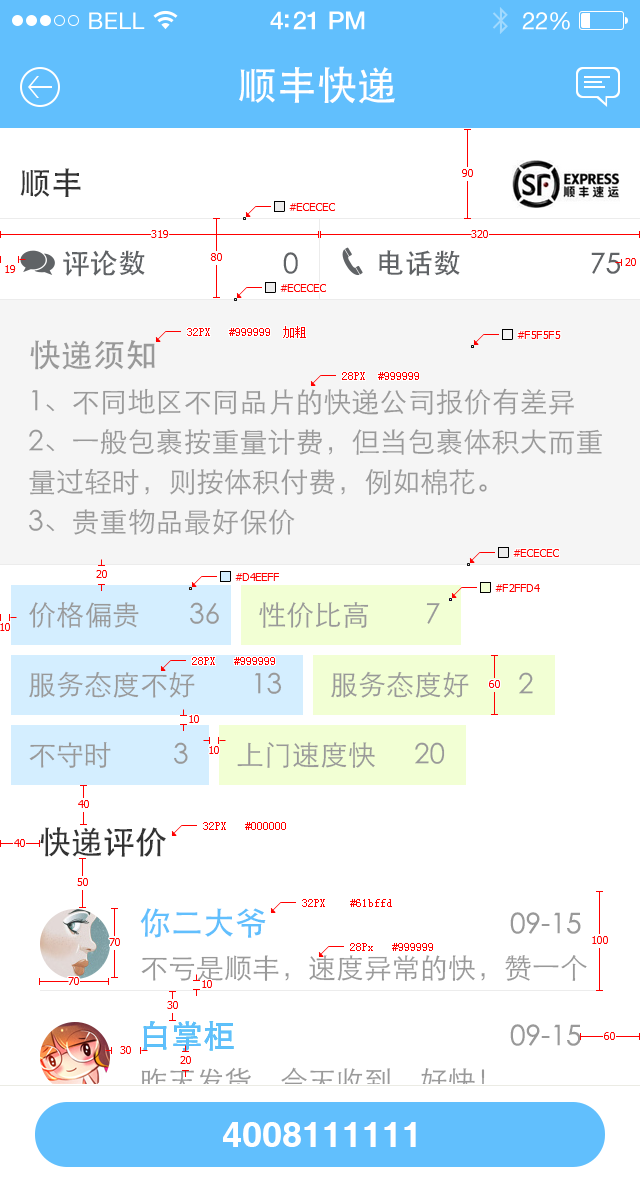 BELL 4:21 PM 22%
顺丰快递
顺丰
SF EXPRESS
顺丰速运
90
#ECECEC
319 320
19 评论数 0 80 电话数 75 20
#ECECEC
32PX #999999 加粗
#F5F5F5
快递须知
28PX #999999
1、不同地区不同品片的快递公司报价有差异
2、一般包裹按重量计费，但当包裹体积大而重
量过轻时，则按体积付费，例如棉花。
3、贵重物品最好保价
#ECECEC
20 #D4EEFF
#F2FFD4
10 价格偏贵 36 性价比高 7
28PX #999999
服务态度不好 13 服务态度好 60 2
10
不守时 3 10 上门速度快 20
40
32PX #000000
40 快递评价
50
32PX #61bffd
你二大爷 09-15
70 28Px #999999 100
不亏是顺丰，速度异常的快，赞一个
70 10
30
白掌柜 09-15 60
30 20
昨天发货，今天收到，好快！
4008111111